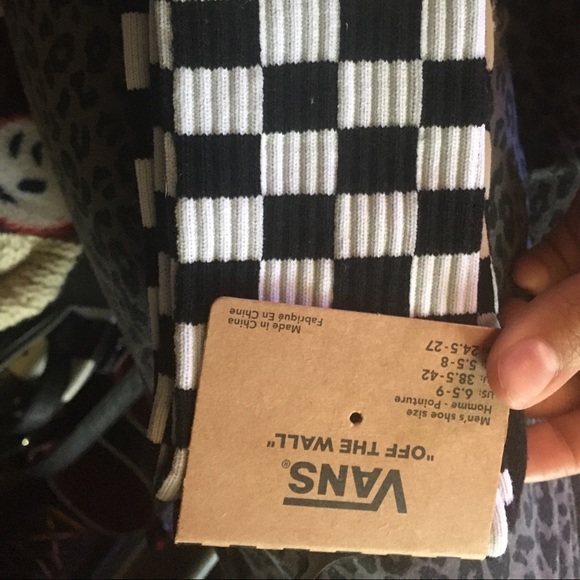 VANS®
"OFF THE WALL"
Men's shoe size
Homme - Pointure
US: 6.5-9
: 38.5-42
5.5-8
24.5-27
Made in China
Fabriqué En Chine